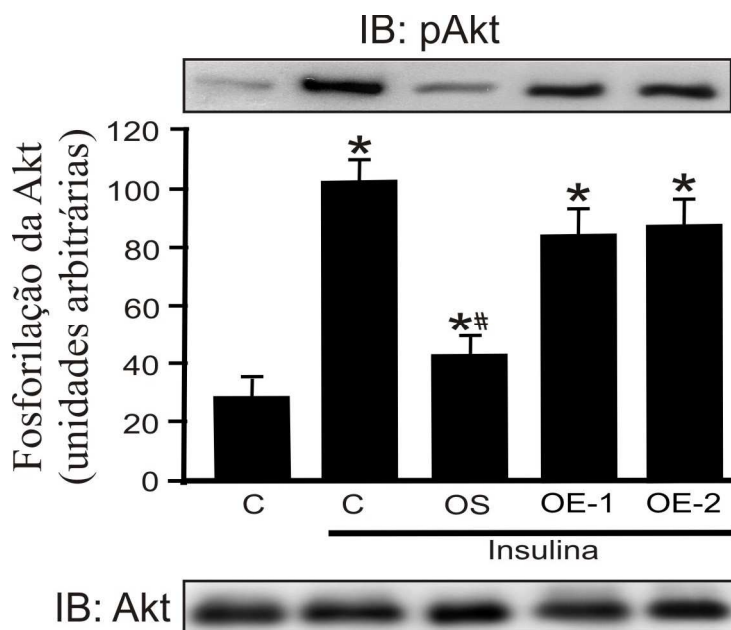 IB: pAkt
Fosforilação da Akt
(unidades arbitrárias)
120
100
80
60
40
20
0
*
*#
*
*
C
C OS OE-1 OE-2
Insulina
IB: Akt